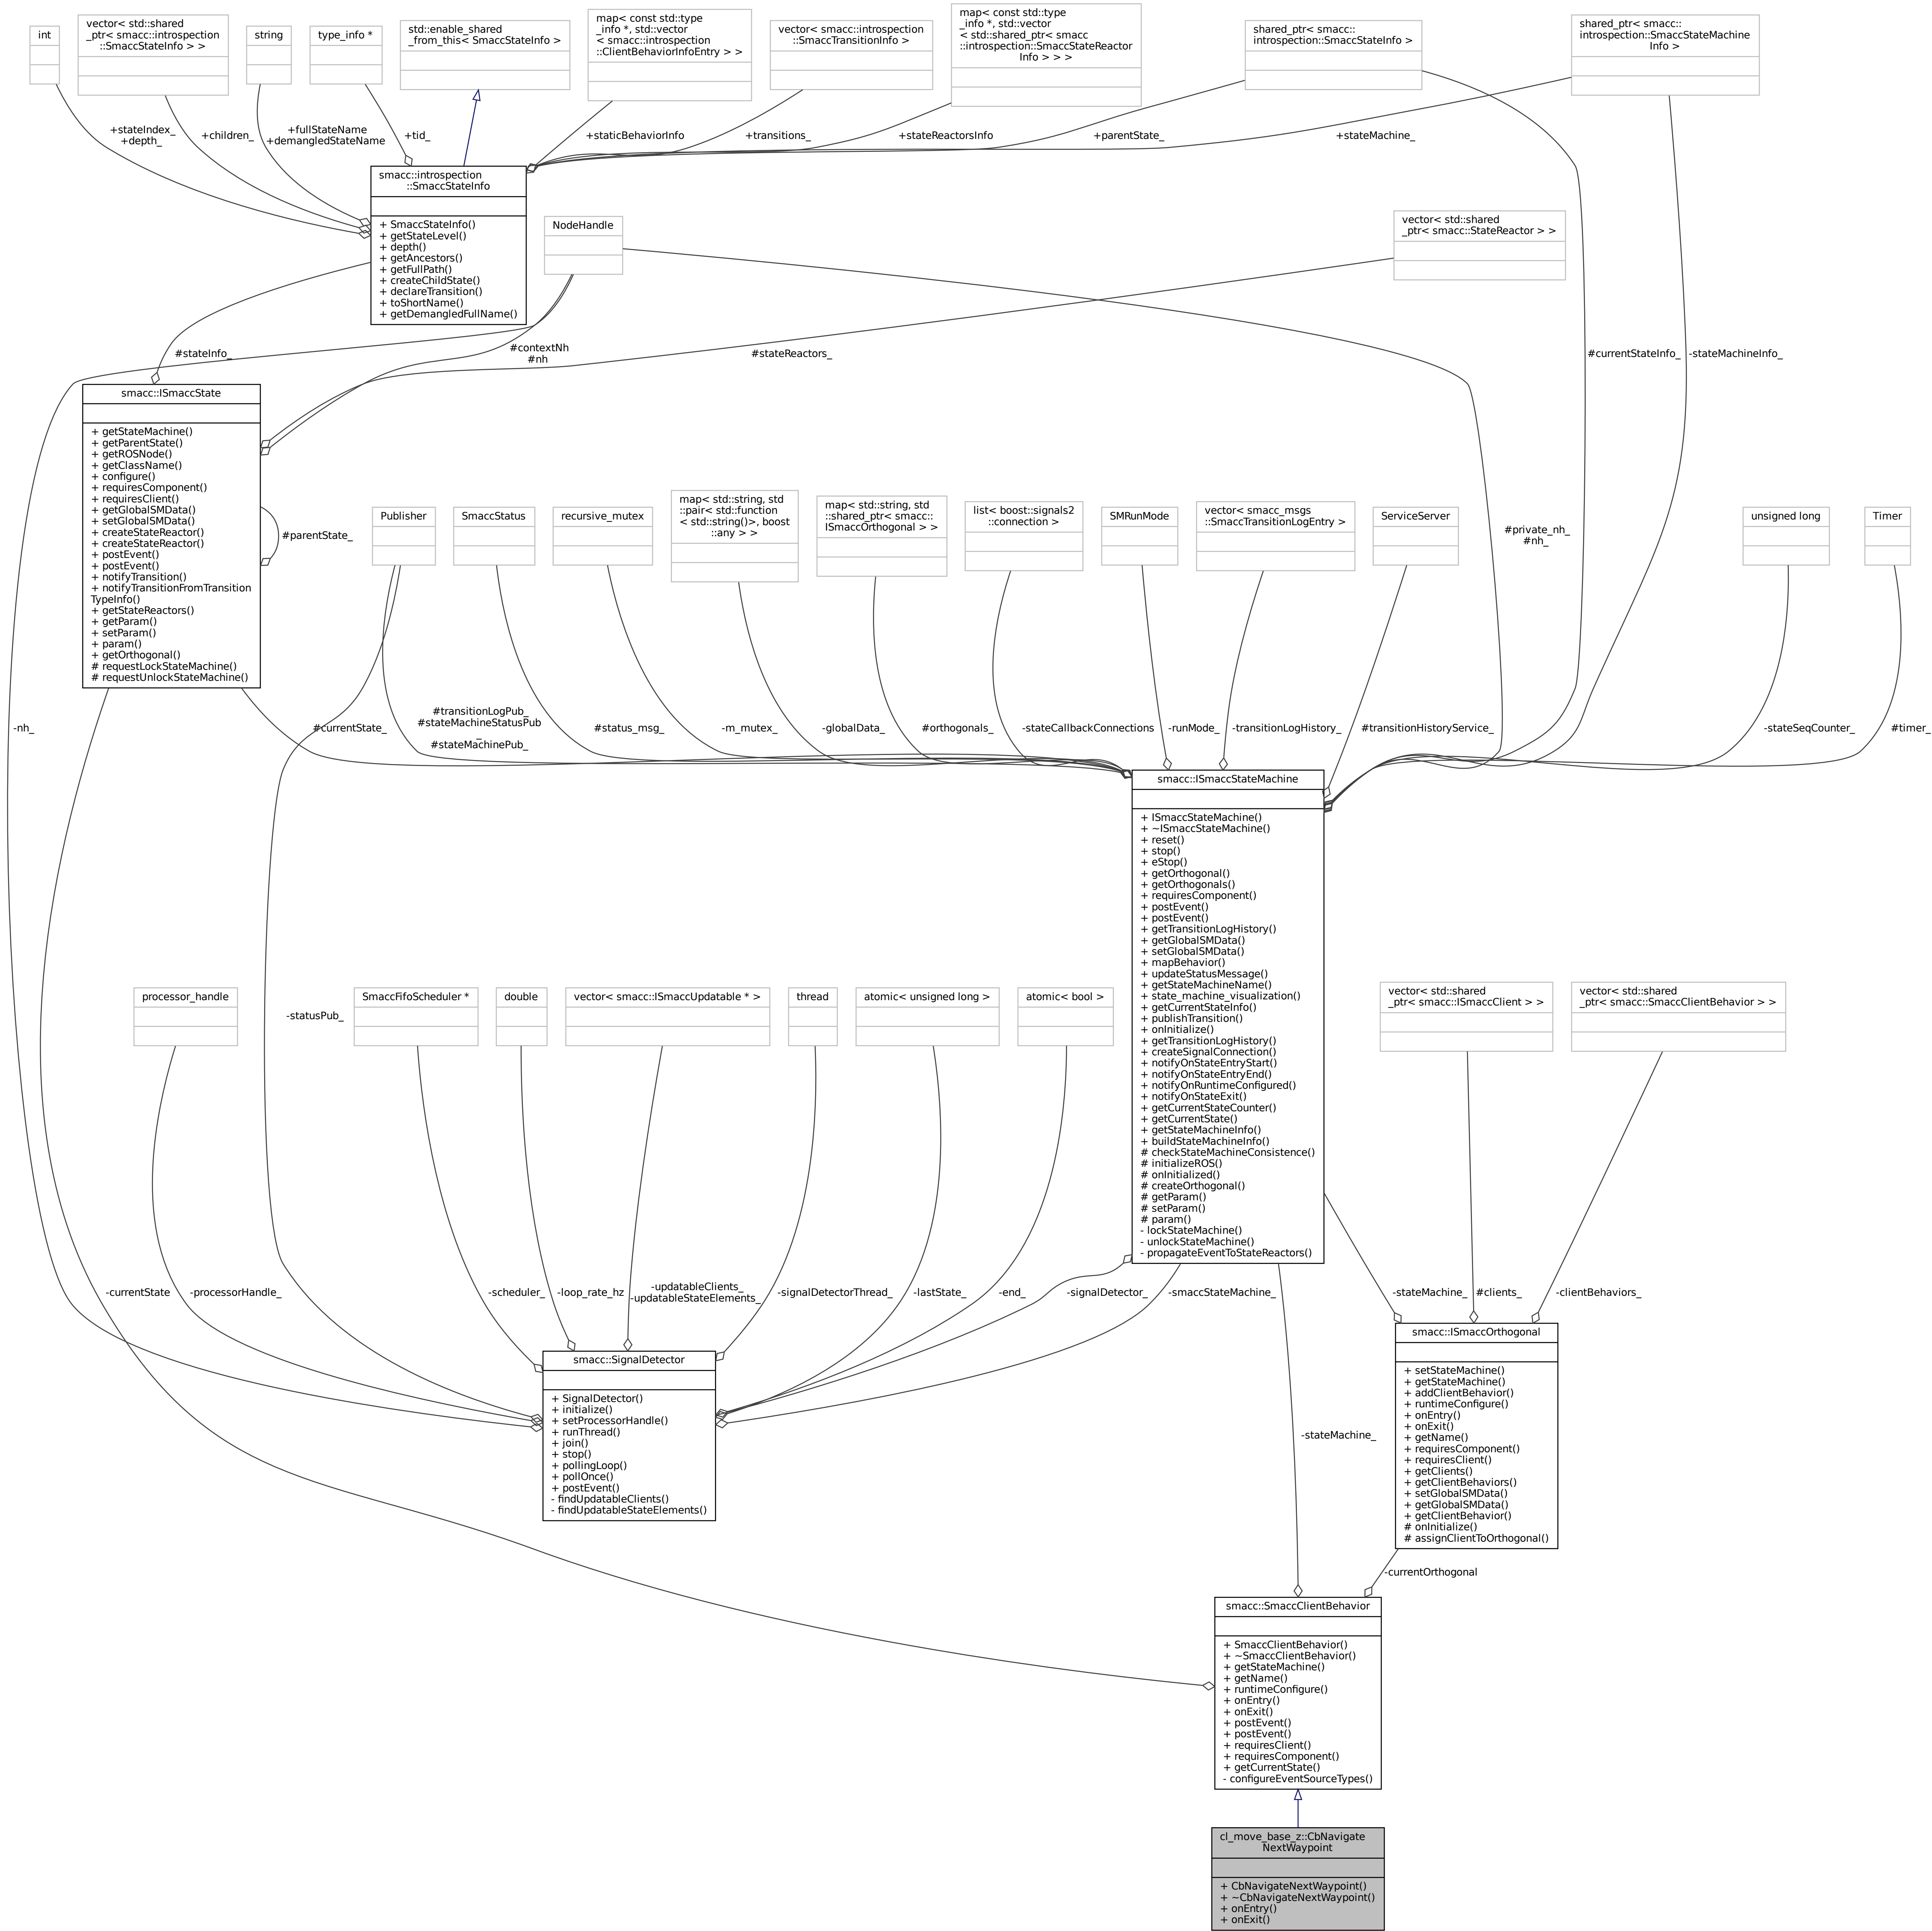 int
vector< std::shared
_ptr< smacc::introspection
::SmaccStateInfo > >
string
type_info *
std::enable_shared
_from_this< SmaccStateInfo >
map< const std::type
_info *, std::vector
< smacc::introspection
::ClientBehaviorInfoEntry > >
vector< smacc::introspection
::SmaccTransitionInfo >
map< const std::type
_info *, std::vector
< std::shared_ptr< smacc
::introspection::SmaccStateReactor
Info > > >
shared_ptr< smacc::
introspection::SmaccStateInfo >
shared_ptr< smacc::
introspection::SmaccStateMachine
Info >
+stateIndex_
+depth_
+children_
+fullStateName
+demangledStateName
+tid_
+staticBehaviorInfo
+transitions_
+stateReactorsInfo
+parentState_
+stateMachine_
smacc::introspection
::SmaccStateInfo
+ SmaccStateInfo()
+ getStateLevel()
+ depth()
+ getAncestors()
+ getFullPath()
+ createChildState()
+ declareTransition()
+ toShortName()
+ getDemangledFullName()
NodeHandle
vector< std::shared
_ptr< smacc::StateReactor > >
#stateInfo_
#contextNh
#nh
#stateReactors_
#currentStateInfo_
-stateMachineInfo_
smacc::ISmaccState
+ getStateMachine()
+ getParentState()
+ getROSNode()
+ getClassName()
+ configure()
+ requiresComponent()
+ requiresClient()
+ getGlobalSMData()
+ setGlobalSMData()
+ createStateReactor()
+ createStateReactor()
+ postEvent()
+ postEvent()
+ notifyTransition()
+ notifyTransitionFromTransition
TypeInfo()
+ getStateReactors()
+ getParam()
+ setParam()
+ param()
+ getOrthogonal()
# requestLockStateMachine()
# requestUnlockStateMachine()
#parentState_
Publisher
SmaccStatus
recursive_mutex
map< std::string, std
::pair< std::function
< std::string()>, boost
::any > >
map< std::string, std
::shared_ptr< smacc::
ISmaccOrthogonal > >
list< boost::signals2
::connection >
SMRunMode
vector< smacc_msgs
::SmaccTransitionLogEntry >
ServiceServer
#private_nh_
#nh_
unsigned long
Timer
-nh_
#currentState_
#transitionLogPub_
#stateMachineStatusPub
_
#stateMachinePub_
#status_msg_
-m_mutex_
-globalData_
#orthogonals_
-stateCallbackConnections
-runMode_
-transitionLogHistory_
#transitionHistoryService_
-stateSeqCounter_
#timer_
smacc::ISmaccStateMachine
+ ISmaccStateMachine()
+ ~ISmaccStateMachine()
+ reset()
+ stop()
+ eStop()
+ getOrthogonal()
+ getOrthogonals()
+ requiresComponent()
+ postEvent()
+ postEvent()
+ getTransitionLogHistory()
+ getGlobalSMData()
+ setGlobalSMData()
+ mapBehavior()
+ updateStatusMessage()
+ getStateMachineName()
+ state_machine_visualization()
+ getCurrentStateInfo()
+ publishTransition()
+ onInitialize()
+ getTransitionLogHistory()
+ createSignalConnection()
+ notifyOnStateEntryStart()
+ notifyOnStateEntryEnd()
+ notifyOnRuntimeConfigured()
+ notifyOnStateExit()
+ getCurrentStateCounter()
+ getCurrentState()
+ getStateMachineInfo()
+ buildStateMachineInfo()
# checkStateMachineConsistence()
# initializeROS()
# onInitialized()
# createOrthogonal()
# getParam()
# setParam()
# param()
- lockStateMachine()
- unlockStateMachine()
- propagateEventToStateReactors()
processor_handle
-statusPub_
SmaccFifoScheduler *
double
vector< smacc::ISmaccUpdatable * >
thread
atomic< unsigned long >
atomic< bool >
vector< std::shared
_ptr< smacc::ISmaccClient > >
vector< std::shared
_ptr< smacc::SmaccClientBehavior > >
-currentState
-processorHandle_
-scheduler_
-loop_rate_hz
-updatableClients_
-updatableStateElements_
-signalDetectorThread_
-lastState_
-end_
-signalDetector_
-smaccStateMachine_
-stateMachine_
#clients_
-clientBehaviors_
smacc::SignalDetector
+ SignalDetector()
+ initialize()
+ setProcessorHandle()
+ runThread()
+ join()
+ stop()
+ pollingLoop()
+ pollOnce()
+ postEvent()
- findUpdatableClients()
- findUpdatableStateElements()
-stateMachine_
smacc::ISmaccOrthogonal
+ setStateMachine()
+ getStateMachine()
+ addClientBehavior()
+ runtimeConfigure()
+ onEntry()
+ onExit()
+ getName()
+ requiresComponent()
+ requiresClient()
+ getClients()
+ getClientBehaviors()
+ setGlobalSMData()
+ getGlobalSMData()
+ getClientBehavior()
# onInitialize()
# assignClientToOrthogonal()
-currentOrthogonal
smacc::SmaccClientBehavior
+ SmaccClientBehavior()
+ ~SmaccClientBehavior()
+ getStateMachine()
+ getName()
+ runtimeConfigure()
+ onEntry()
+ onExit()
+ postEvent()
+ postEvent()
+ requiresClient()
+ requiresComponent()
+ getCurrentState()
- configureEventSourceTypes()
cl_move_base_z::CbNavigate
NextWaypoint
+ CbNavigateNextWaypoint()
+ ~CbNavigateNextWaypoint()
+ onEntry()
+ onExit()